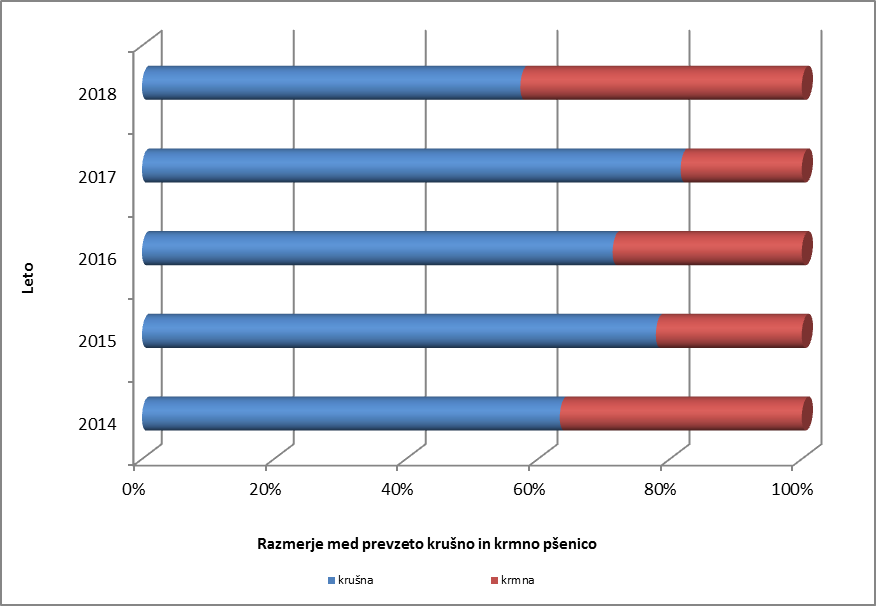 2018
2017
2016
2015
2014
Leto
0% 20% 40% 60% 80% 100%
Razmerje med prevzeto krušno in krmno pšenico
krušna krmna